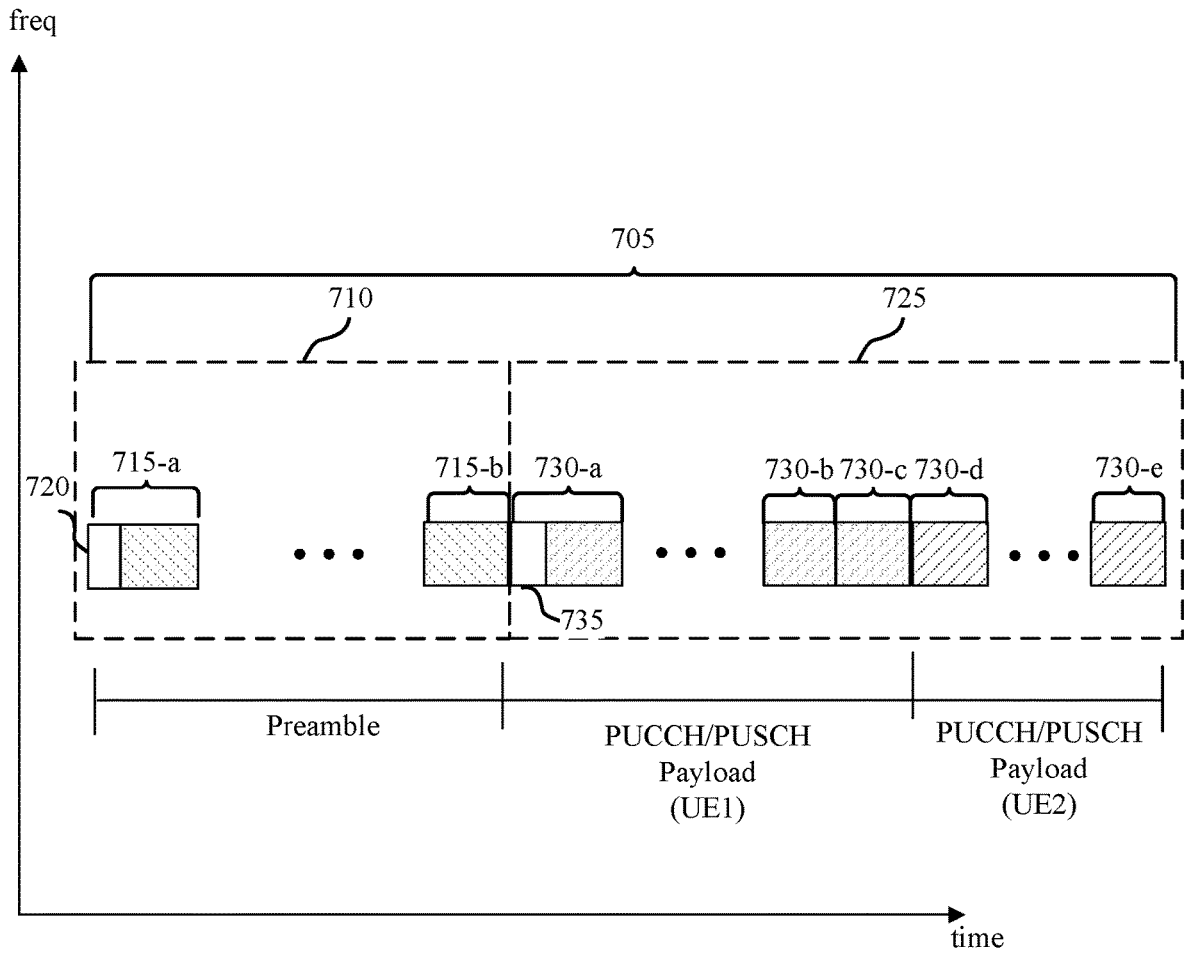 freq
705
710
725
715-a
715-b
730-a
730-b
730-c
730-d
730-e
720
735
Preamble
PUCCH/PUSCH
Payload
(UE1)
PUCCH/PUSCH
Payload
(UE2)
time